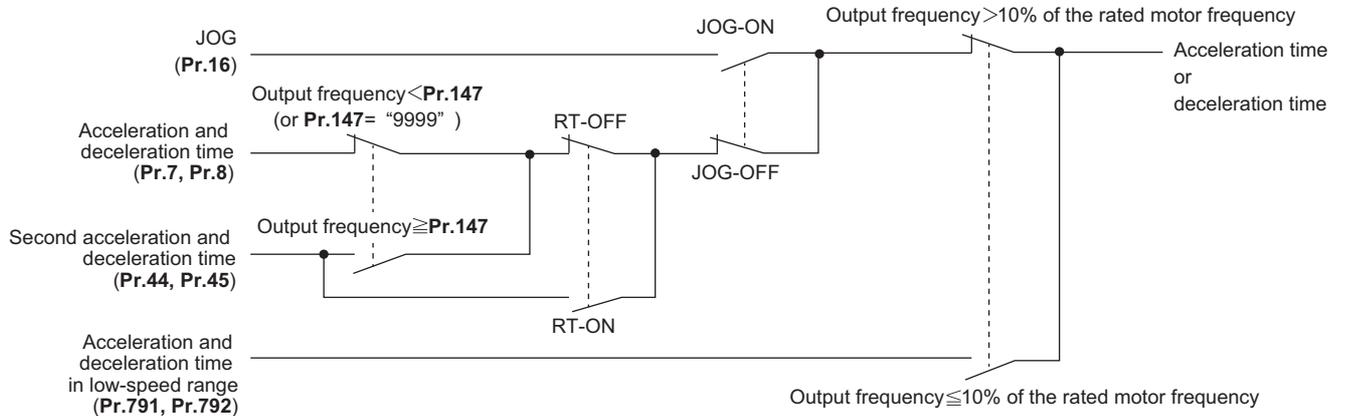 Output frequency＞10% of the rated motor frequency
JOG-ON
JOG
(Pr.16)
Acceleration time
or
deceleration time
Output frequency＜Pr.147
(or Pr.147= “9999” )
RT-OFF
Acceleration and
deceleration time
(Pr.7, Pr.8)
JOG-OFF
Output frequency≧Pr.147
Second acceleration and
deceleration time
(Pr.44, Pr.45)
RT-ON
Acceleration and
deceleration time
in low-speed range
(Pr.791, Pr.792)
Output frequency≦10% of the rated motor frequency